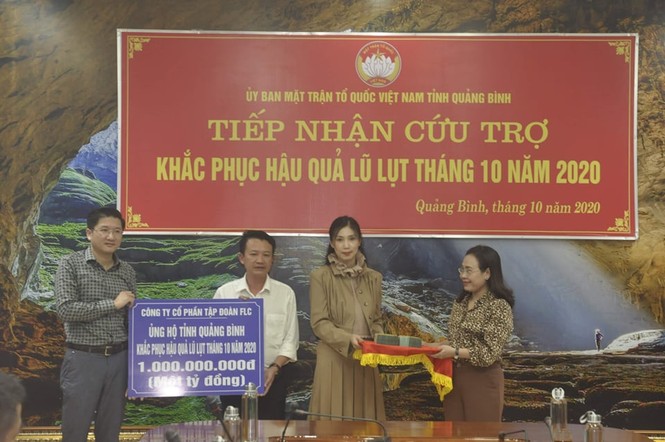 ỦY BAN MẶT TRẬN TỔ QUỐC VIỆT NAM TỈNH QUẢNG BÌNH
TIẾP NHẬN CỨU TRỢ
KHẮC PHỤC HẬU QUẢ LŨ LỤT THÁNG 10 NĂM 2020
Quảng Bình, tháng 10 năm 2020
CÔNG TY CỔ PHẦN TẬP ĐOÀN FLC
ỦNG HỘ TỈNH QUẢNG BÌNH
KHẮC PHỤC HẬU QUẢ LŨ LỤT THÁNG 10 NĂM 2020
1.000.000.000đ
(Một tỷ đồng)